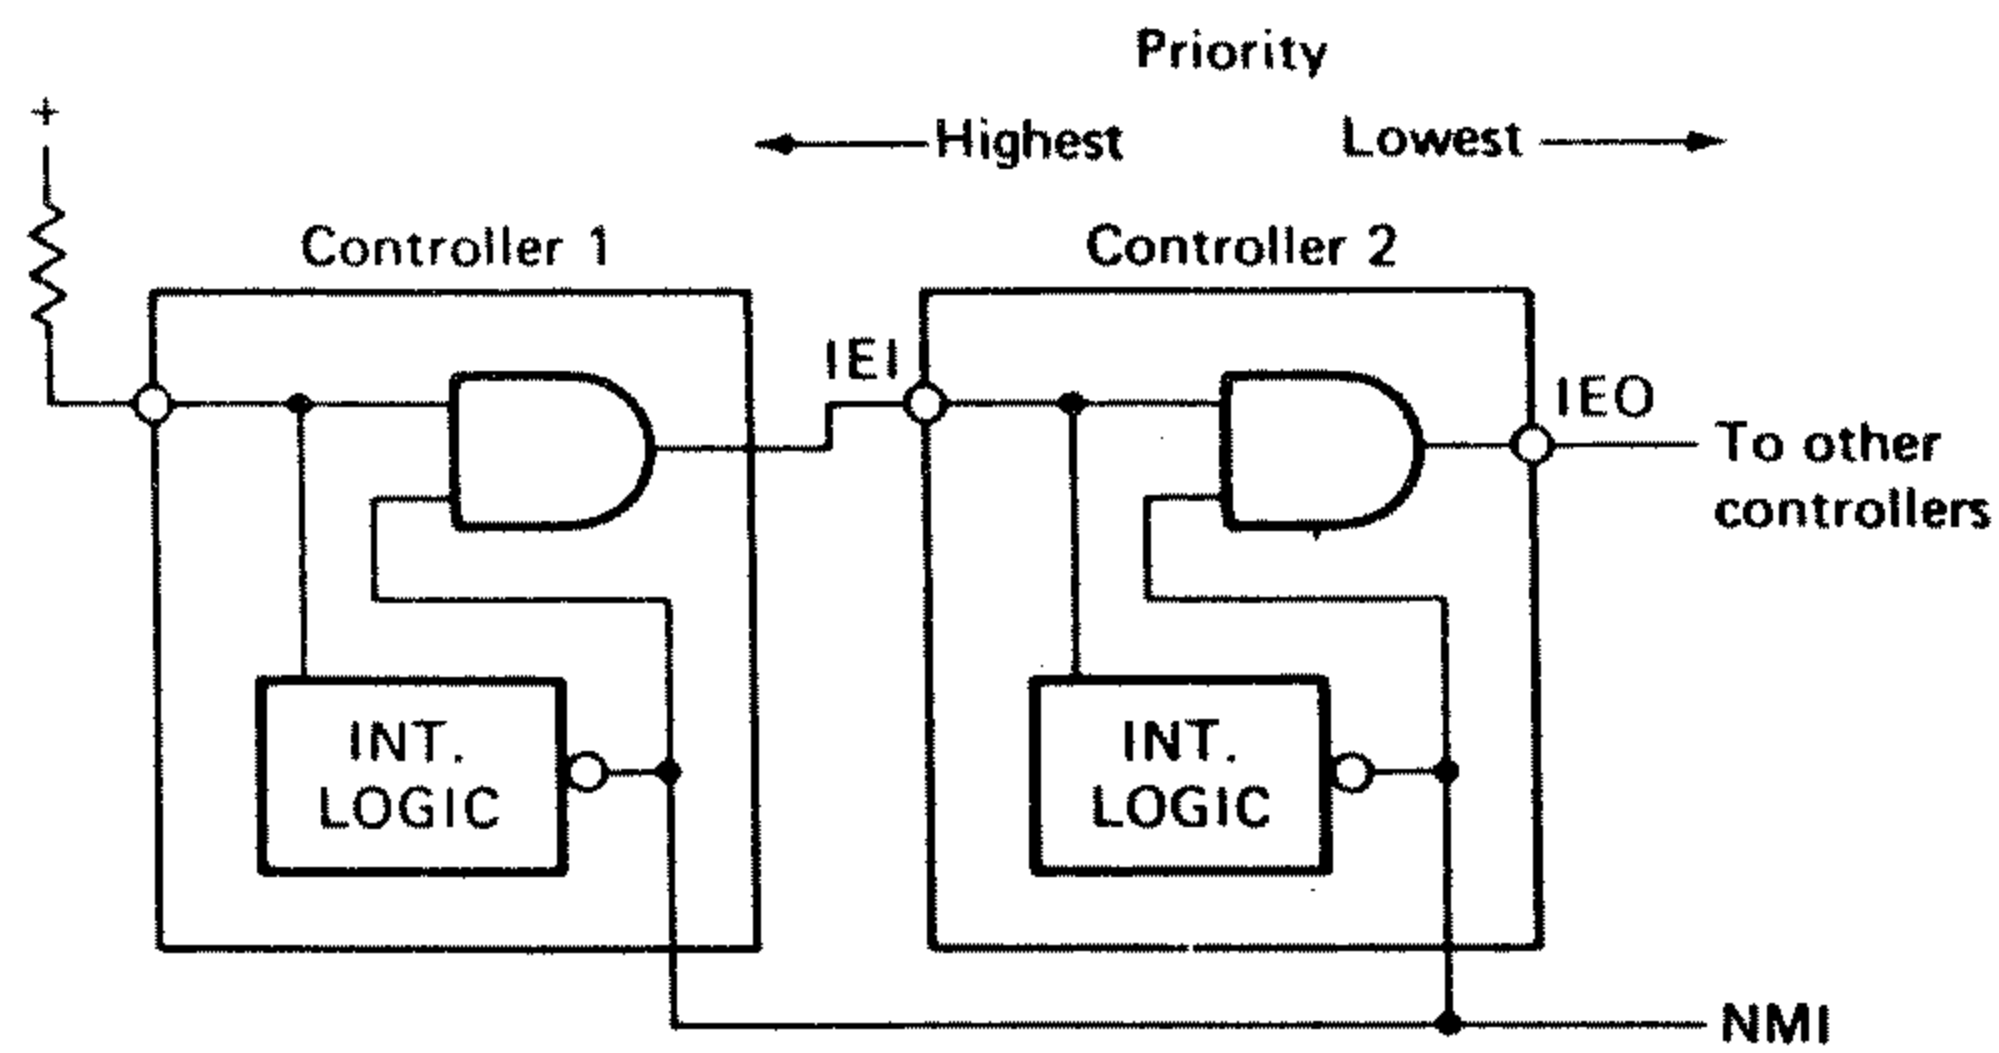 Priority
+
Highest
Lowest
Controller 1
Controller 2
IEI
IEO
To other
controllers
INT.
LOGIC
INT.
LOGIC
NMI